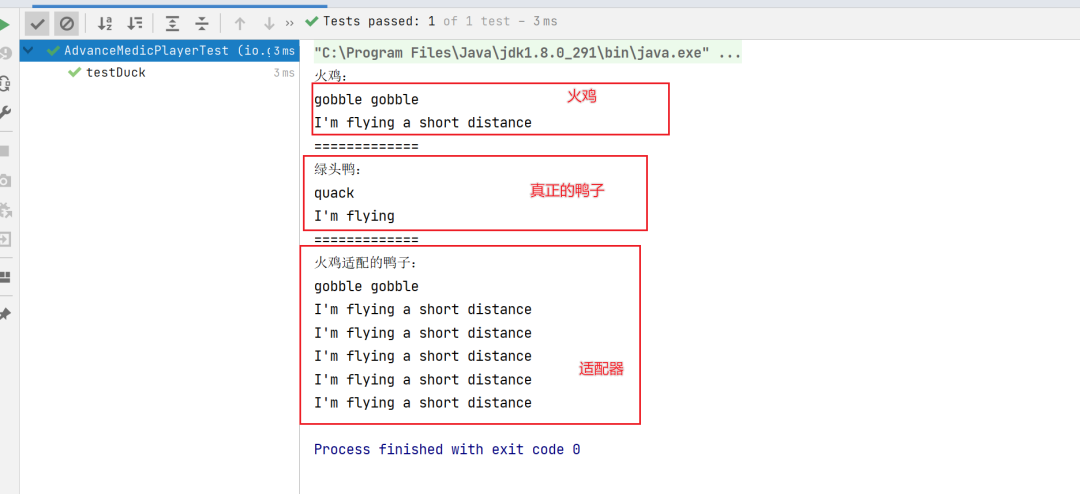 Tests passed: 1 of 1 test – 3 ms
AdvanceMedicPlayerTest (io.g 3 ms
testDuck 3 ms
"C:\Program Files\Java\jdk1.8.0_291\bin\java.exe" ...
火鸡:
gobble gobble 火鸡
I'm flying a short distance
=============
绿头鸭:
quack 真正的鸭子
I'm flying
=============
火鸡适配的鸭子:
gobble gobble
I'm flying a short distance
I'm flying a short distance
I'm flying a short distance
I'm flying a short distance
I'm flying a short distance
适配器
Process finished with exit code 0